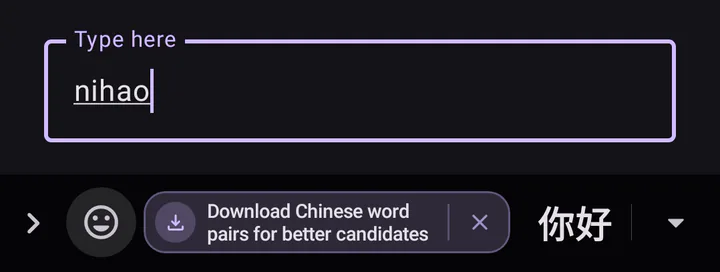 Type here
nihao
Download Chinese word
pairs for better candidates
你好